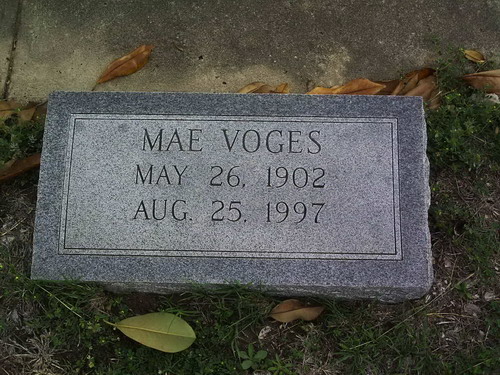 MAE VOGES
MAY 26, 1902
AUG. 25, 1997